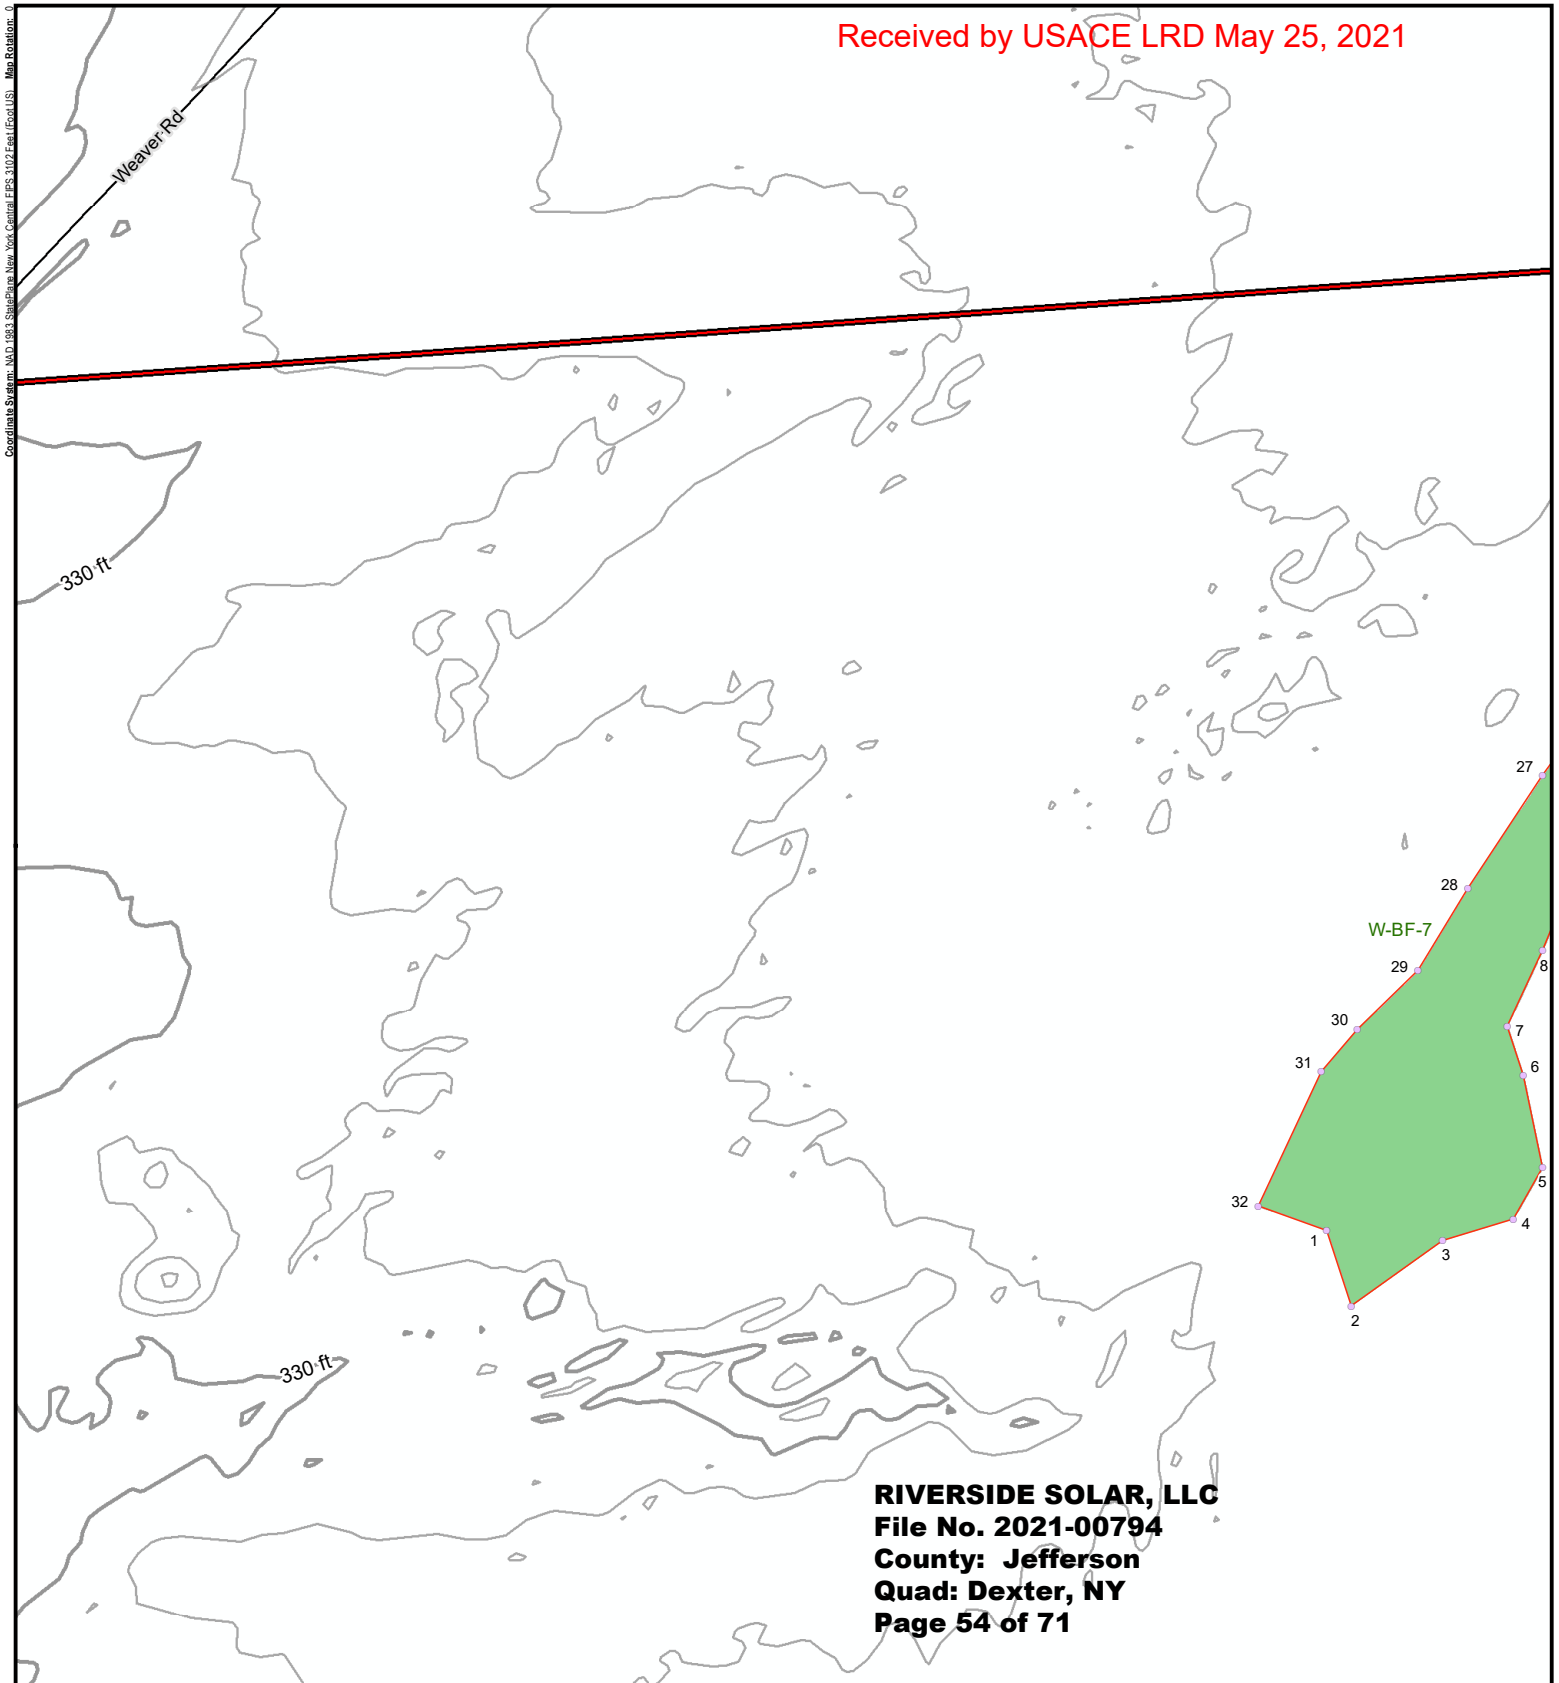 Coordinate System: NAD 1983 StatePlane New York Central FIPS 3102 Feet (Foot US) Map Rotation: 0
Received by USACE LRD May 25, 2021
Weaver Rd
330 ft
27
28
W-BF-7
29
8
30
7
31
6
5
32
4
1
3
2
330 ft
RIVERSIDE SOLAR, LLC
File No. 2021-00794
County: Jefferson
Quad: Dexter, NY
Page 54 of 71